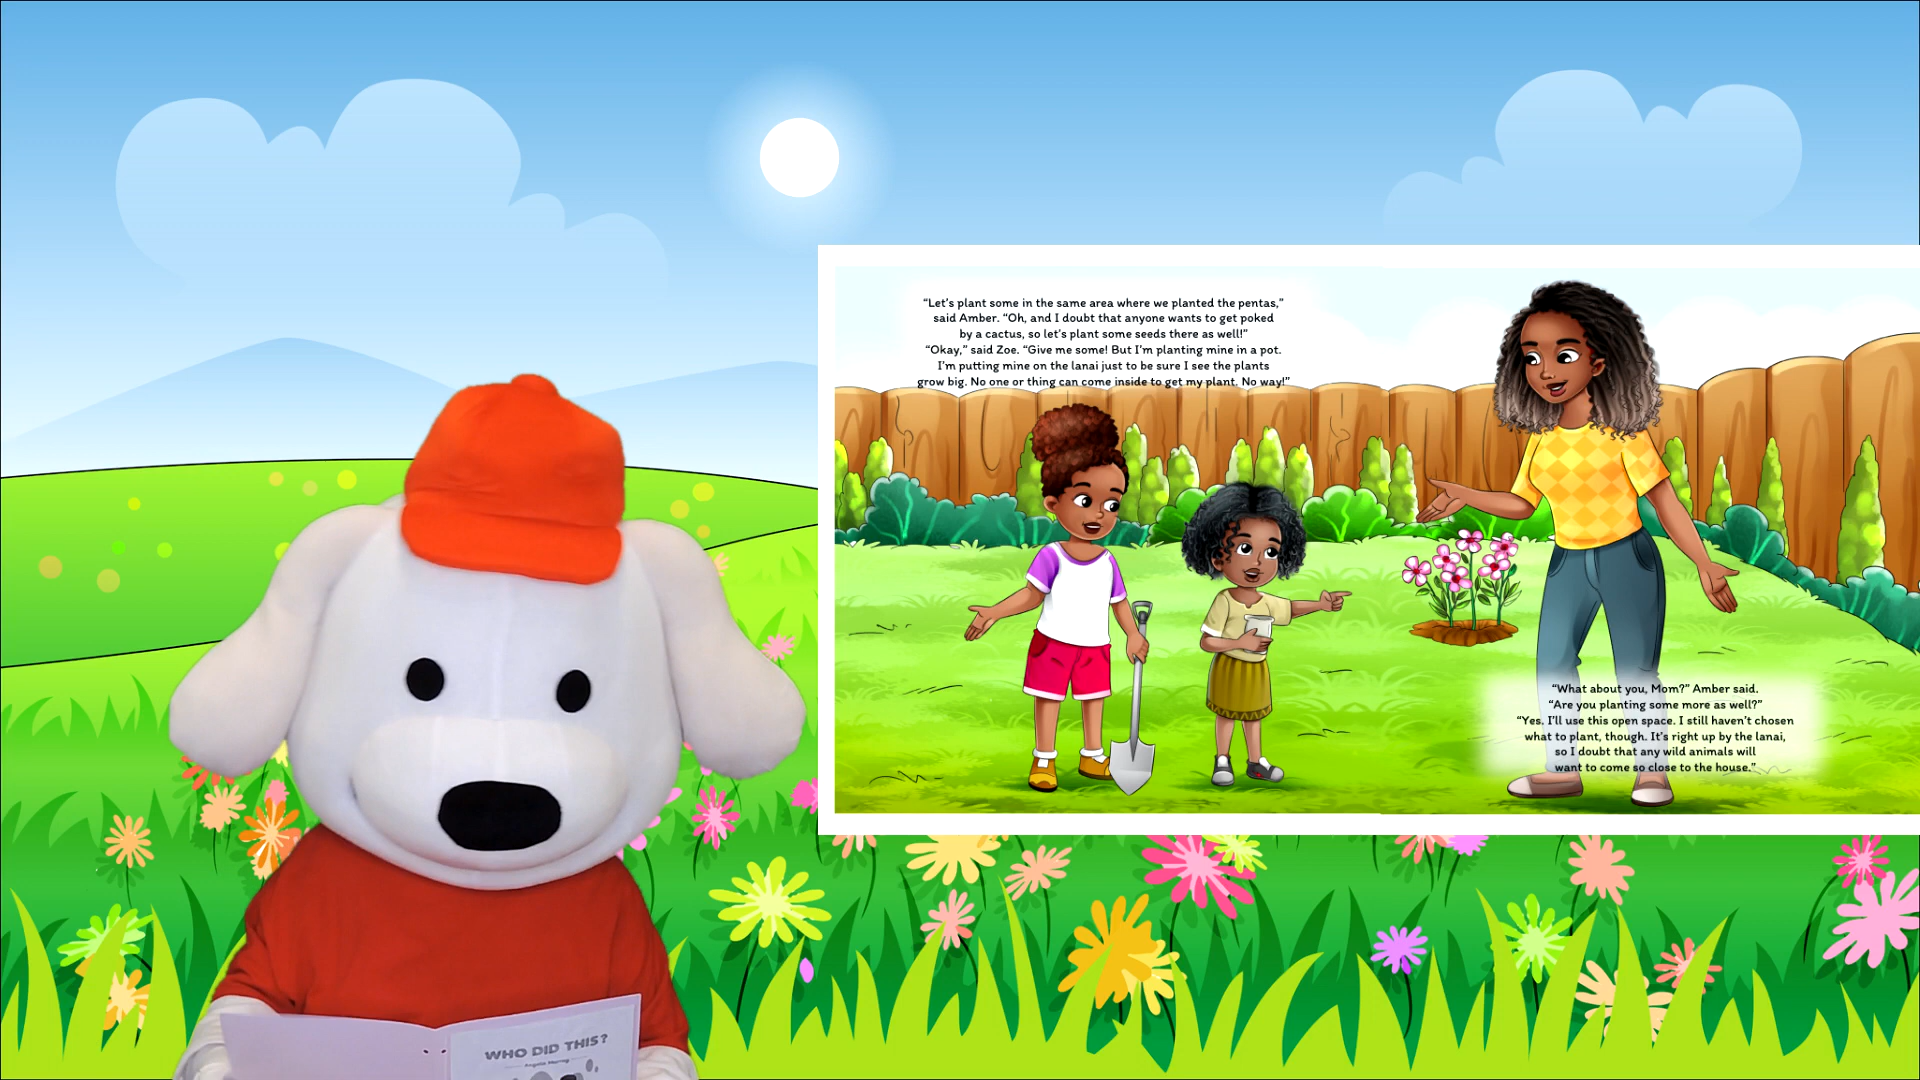 “Let’s plant some in the same area where we planted the pentas,”
said Amber. “Oh, and I doubt that anyone wants to get poked
by a cactus, so let’s plant some seeds there as well!”
“Okay,” said Zoe. “Give me some! But I’m planting mine in a pot.
I’m putting mine on the lanai just to be sure I see the plants
grow big. No one or thing can come inside to get my plant. No way!”
“What about you, Mom?” Amber said.
“Are you planting some more as well?”
“Yes. I’ll use this open space. I still haven’t chosen
what to plant, though. It’s right up by the lanai,
so I doubt that any wild animals will
want to come so close to the house.”
WHO DID THIS?